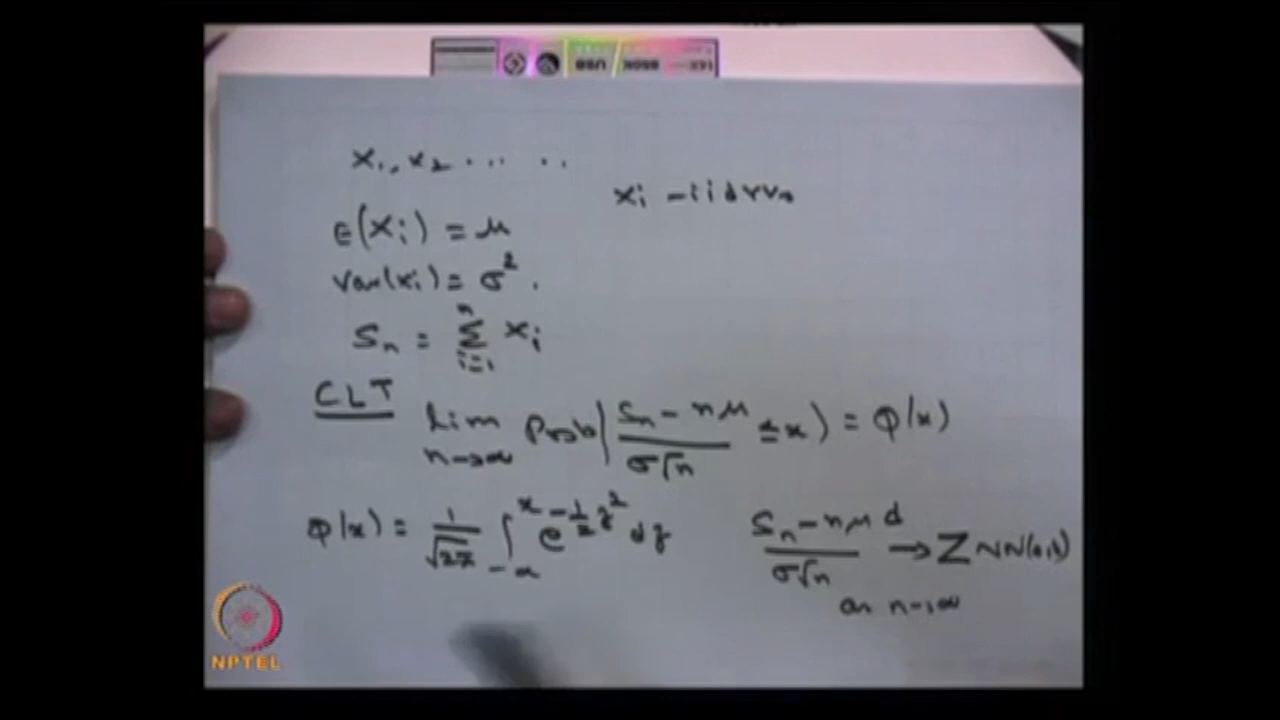 X₁, X₂ ... ..
Xᵢ - iid rvs
E(Xᵢ) = μ
Var(Xᵢ) = σ².
Sₙ = Σᵢ₌₁ⁿ Xᵢ
CLT
lim n→∞ Prob(Sₙ - nμ / σ√n ≤ x) = Φ(x)
Φ(x) = 1/√2π ∫₋∞ˣ e^(-½z²) dz
Sₙ - nμ / σ√n →ᵈ Z ~ N(0,1)
as n→∞
NPTEL